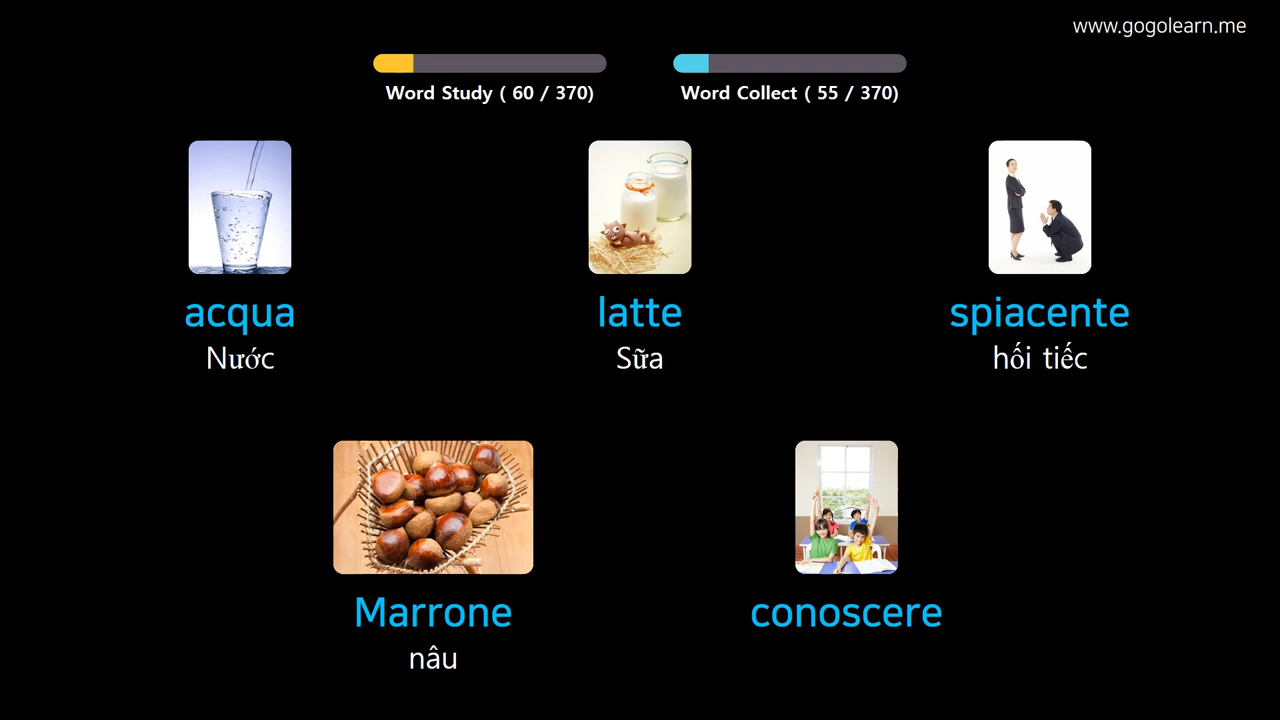 www.gogolearn.me
Word Study ( 60 / 370)
Word Collect ( 55 / 370)
acqua
Nước
latte
Sữa
spiacente
hối tiếc
Marrone
nâu
conoscere